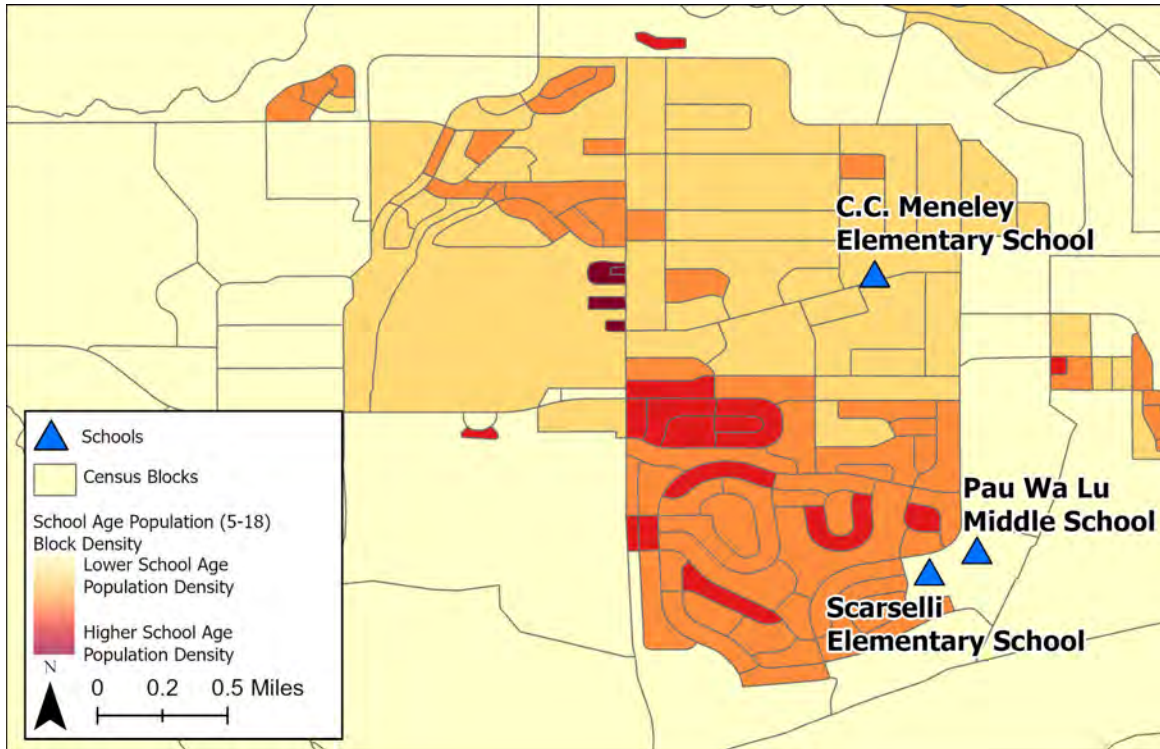 C.C. Meneley
Elementary School
Pau Wa Lu
Middle School
Scarselli
Elementary School
Schools
Census Blocks
School Age Population (5-18)
Block Density
Lower School Age
Population Density
Higher School Age
Population Density
N
0 0.2 0.5 Miles